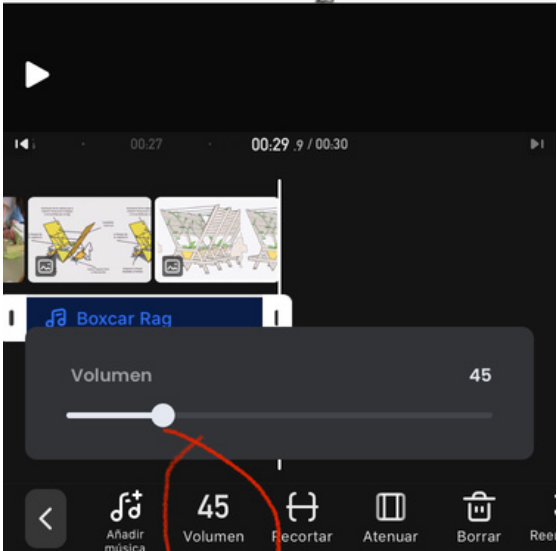 00:27
00:29 .9 / 00:30
Boxcar Rag
Volumen 45
45
Añadir música
Volumen
Recortar
Atenuar
Borrar